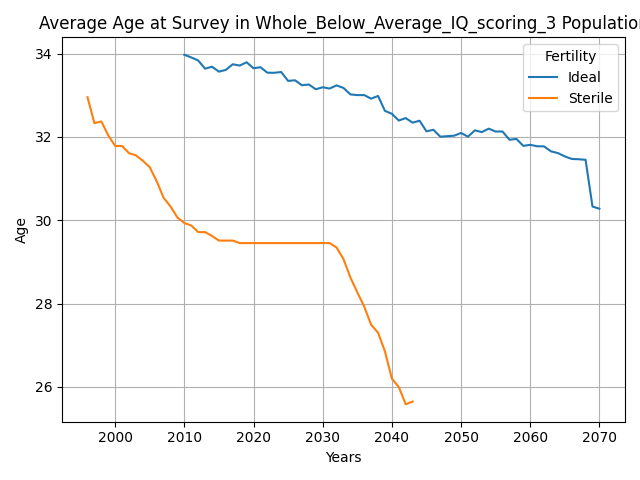 Average Age at Survey in Whole_Below_Average_IQ_scoring_3 Population
Fertility
Ideal
Sterile
34
32
30
28
26
Age
2000
2010
2020
2030
2040
2050
2060
2070
Years